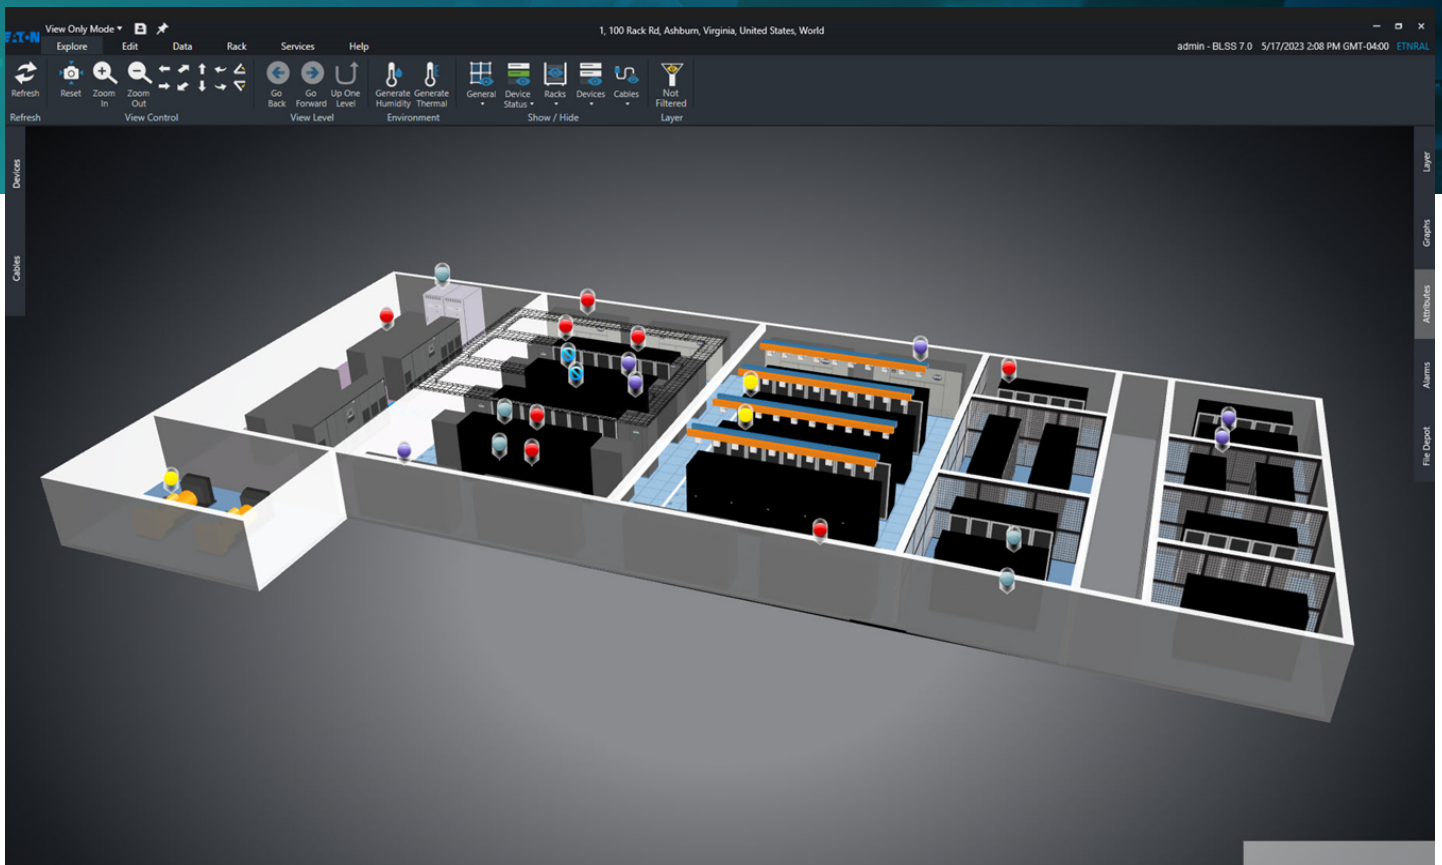 EATON
View Only Mode
1, 100 Rack Rd, Ashburn, Virginia, United States, World
Explore Edit Data Rack Services Help
admin - BLSS 7.0 5/17/2023 2:08 PM GMT-04:00 ETNRAL
Refresh
Reset
Zoom In
Zoom Out
Go Back
Go Forward
Up One Level
Generate Humidity
Generate Thermal
General
Device Status
Racks
Devices
Cables
Not Filtered
Refresh View Control View Level Environment Show / Hide Layer
Devices
Cables
Layer
Graphs
Attributes
Alarms
File Depot